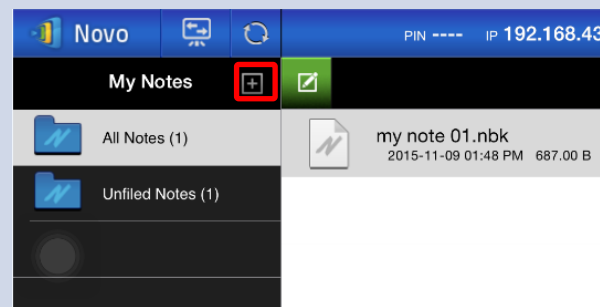 Novo
PIN ---- IP 192.168.43
My Notes
All Notes (1)
Unfiled Notes (1)
my note 01.nbk
2015-11-09 01:48 PM 687.00 B